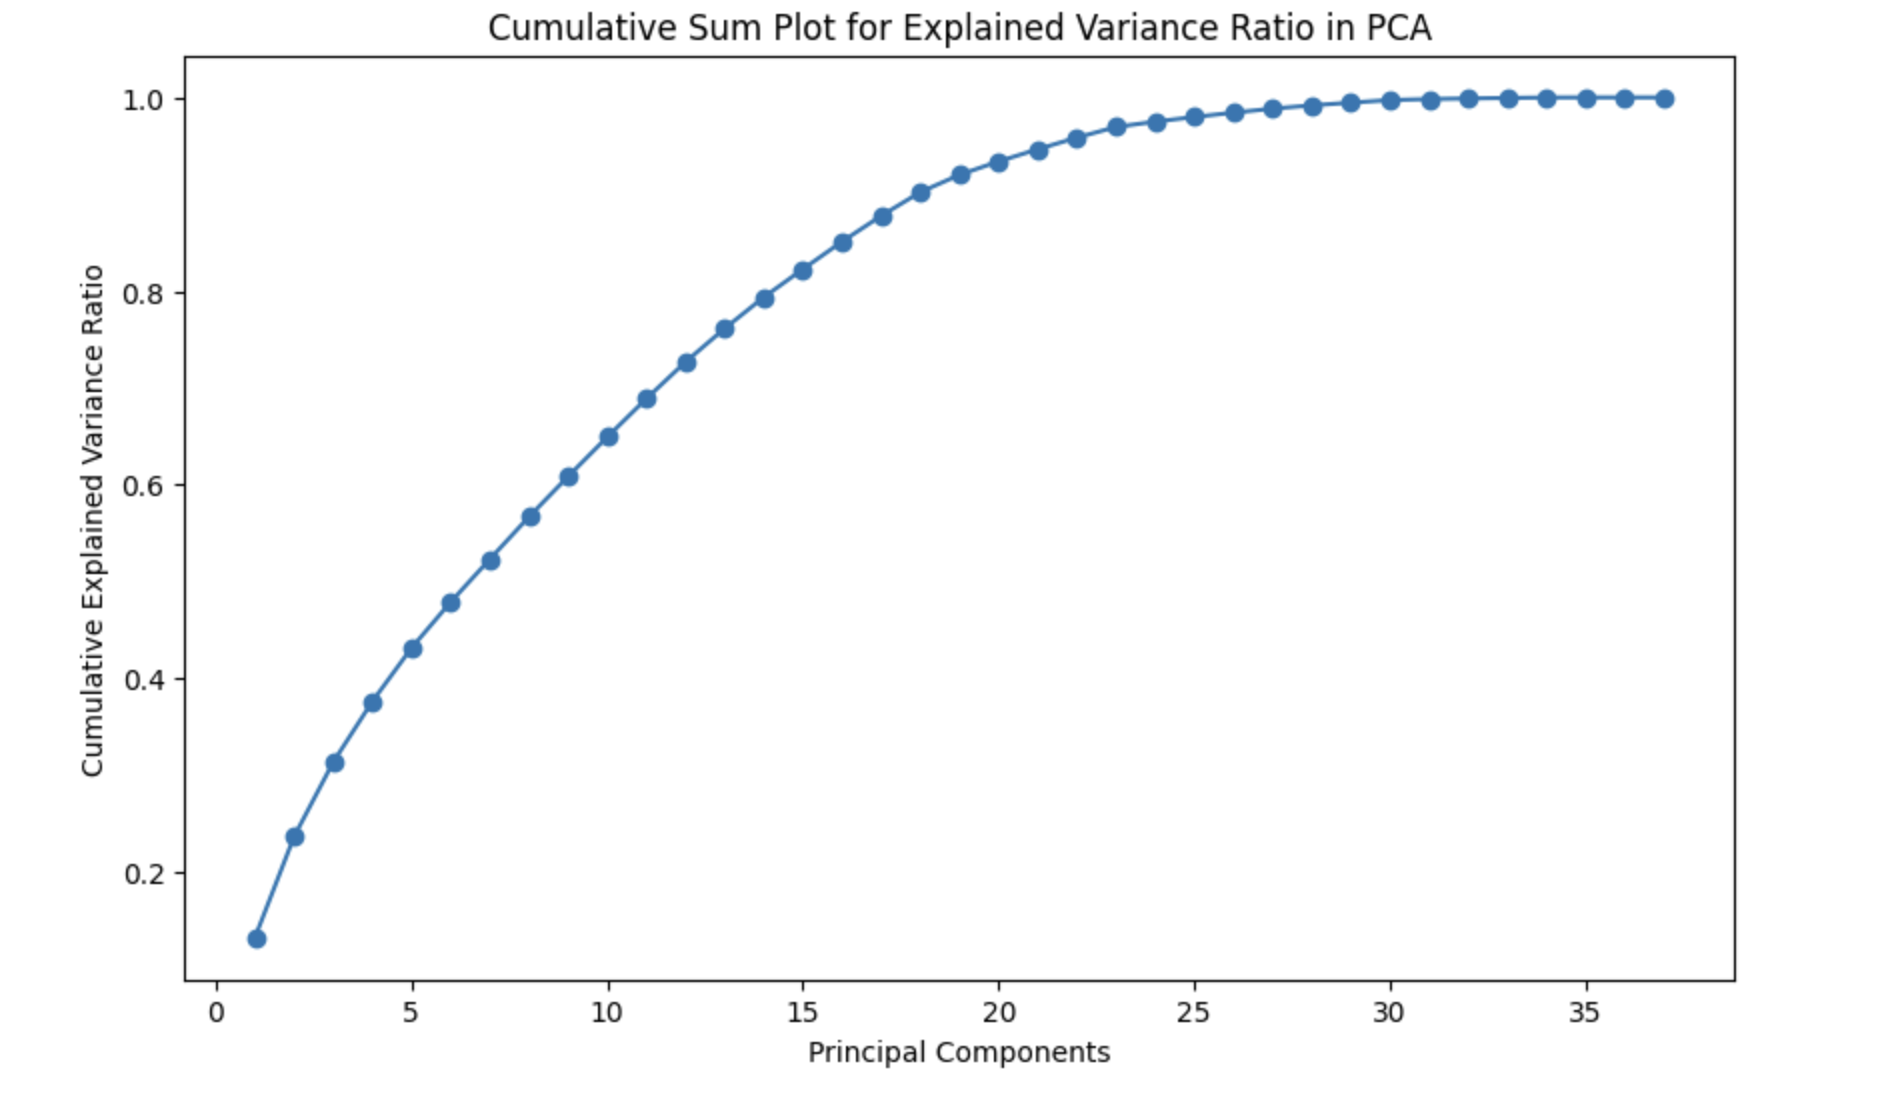 Cumulative Sum Plot for Explained Variance Ratio in PCA
Cumulative Explained Variance Ratio
1.0
0.8
0.6
0.4
0.2
0 5 10 15 20 25 30 35
Principal Components